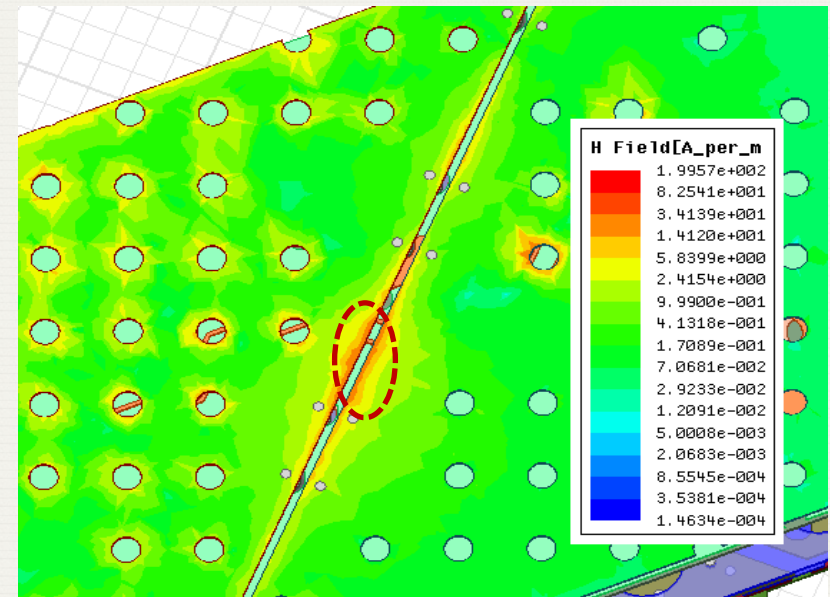 H Field[A_per_m
1.9957e+002
8.2541e+001
3.4139e+001
1.4120e+001
5.8399e+000
2.4154e+000
9.9900e-001
4.1318e-001
1.7089e-001
7.0681e-002
2.9233e-002
1.2091e-002
5.0008e-003
2.0683e-003
8.5545e-004
3.5381e-004
1.4634e-004